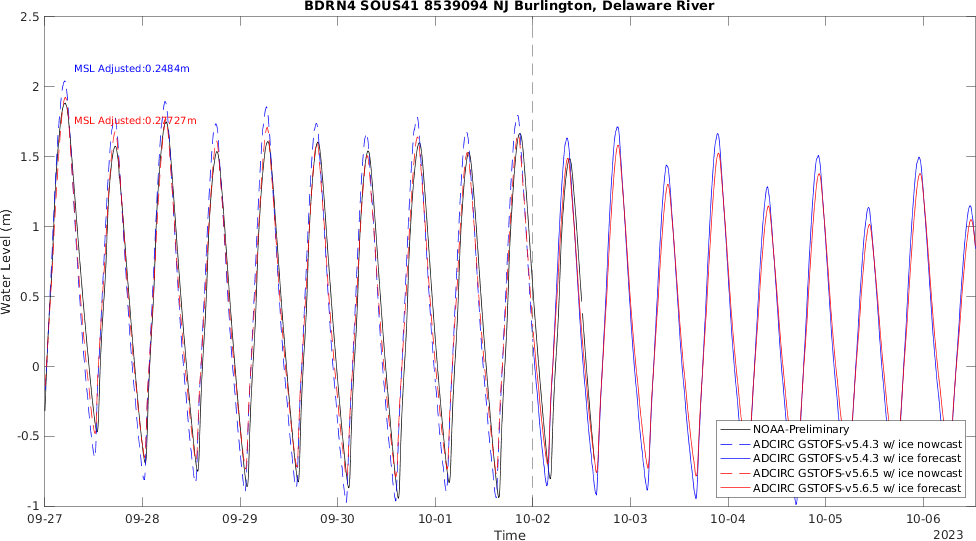 BDRN4 SOUS41 8539094 NJ Burlington, Delaware River
2.5
2
1.5
1
0.5
0
-0.5
-1
Water Level (m)
MSL Adjusted:0.2484m
MSL Adjusted:0.27727m
NOAA-Preliminary
ADCIRC GSTOFS-v5.4.3 w/ ice nowcast
ADCIRC GSTOFS-v5.4.3 w/ ice forecast
ADCIRC GSTOFS-v5.6.5 w/ ice nowcast
ADCIRC GSTOFS-v5.6.5 w/ ice forecast
09-27 09-28 09-29 09-30 10-01 10-02 10-03 10-04 10-05 10-06
Time
2023